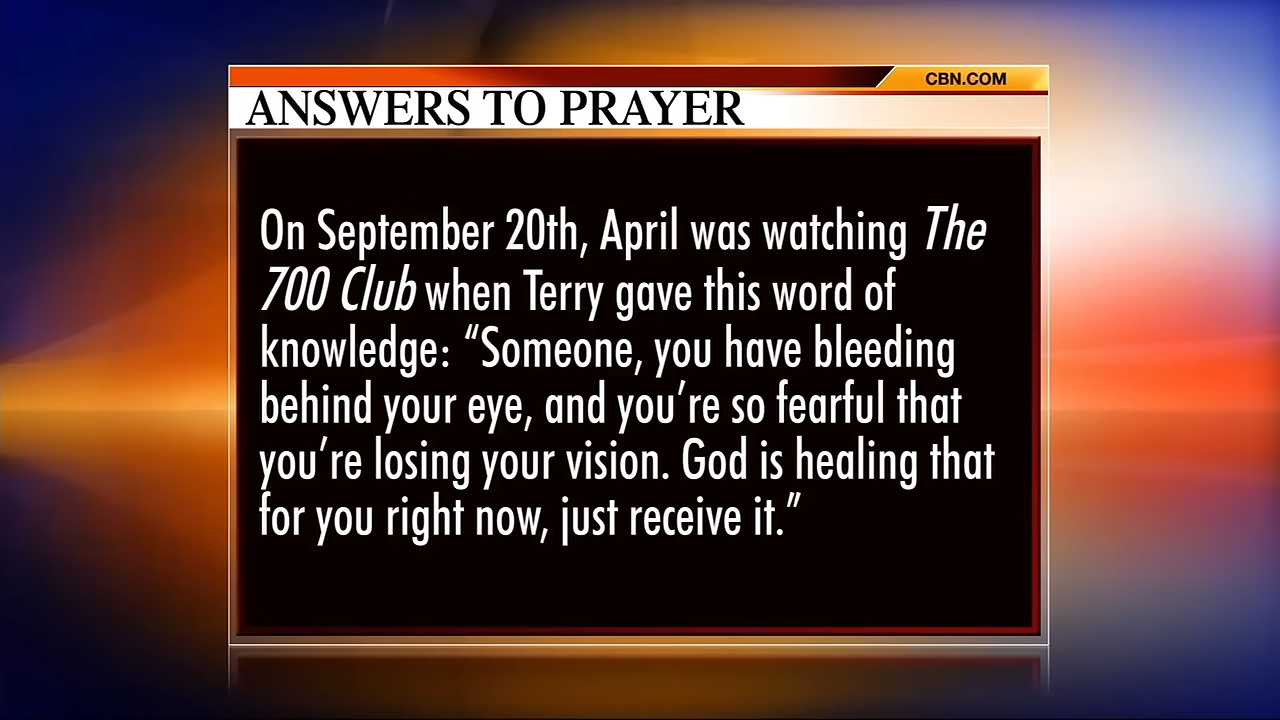 CBN.COM
ANSWERS TO PRAYER
On September 20th, April was watching The
700 Club when Terry gave this word of
knowledge: “Someone, you have bleeding
behind your eye, and you’re so fearful that
you’re losing your vision. God is healing that
for you right now, just receive it.”